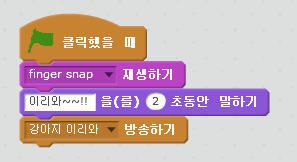 클릭했을 때
finger snap 재생하기
이리와~~!! 을(를) 2 초동안 말하기
강아지 이리와 방송하기